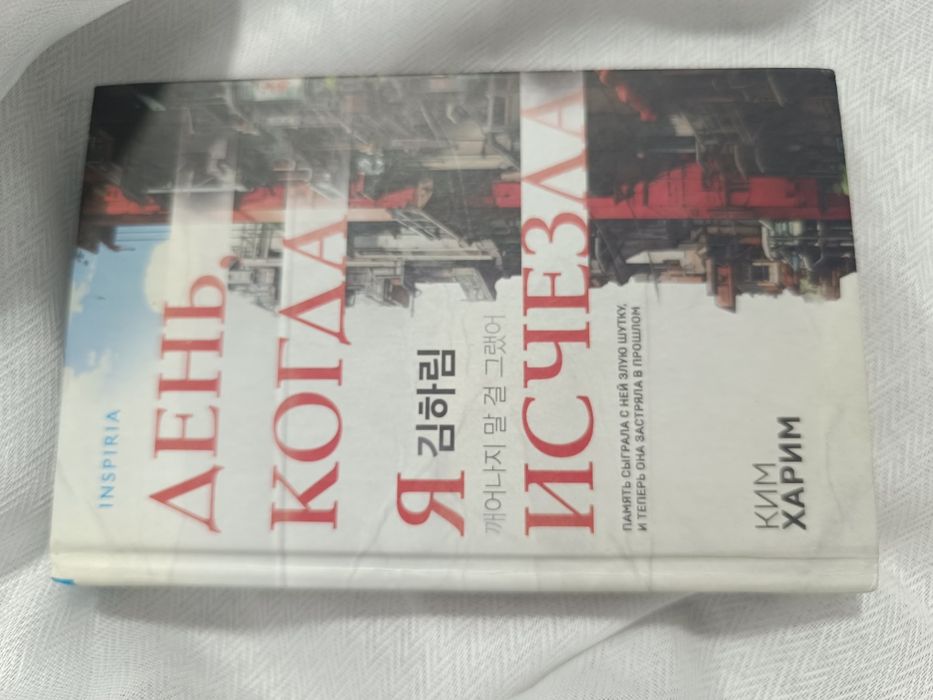 INSPIRIA
ДЕНЬ,
КОГДА
Я 김하림
깨어나지 말 걸 그랬어
ИСЧЕЗЛА
ПАМЯТЬ СЫГРАЛА С НЕЙ ЗЛУЮ ШУТКУ,
И ТЕПЕРЬ ОНА ЗАСТРЯЛА В ПРОШЛОМ
КИМ
ХАРИМ